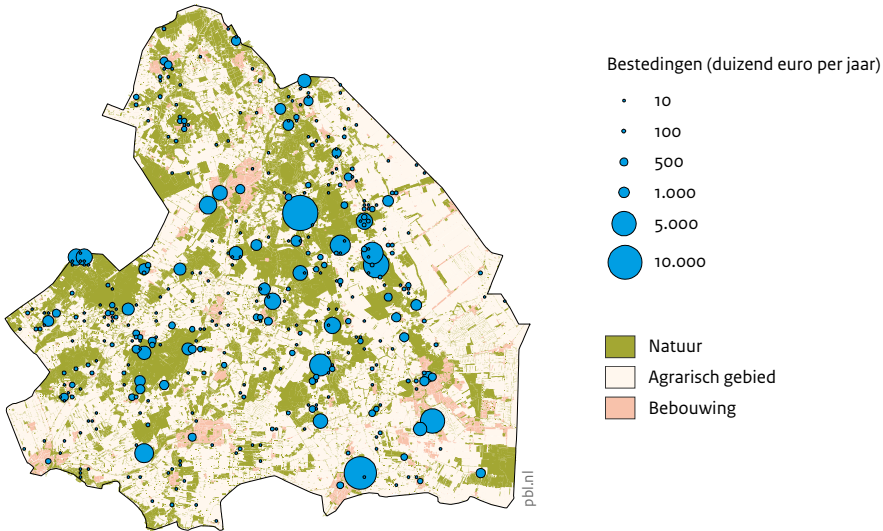 Bestedingen (duizend euro per jaar)
10
100
500
1.000
5.000
10.000
Natuur
Agrarisch gebied
Bebouwing
pbl.nl